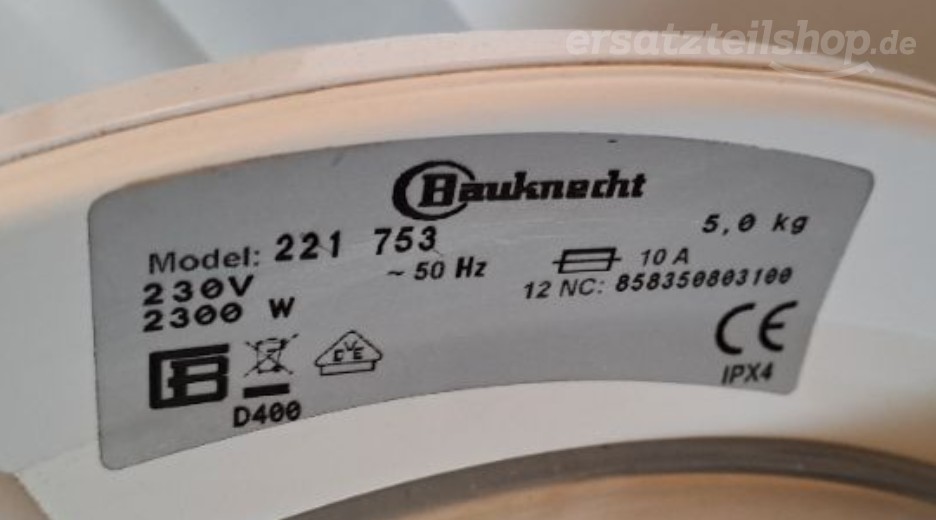 ersatzteilshop.de
Bauknecht
Model: 221 753
5,0 kg
230V ~ 50 Hz
10 A
2300 W
12 NC: 858350803100
VDE
CE
D400
IPX4